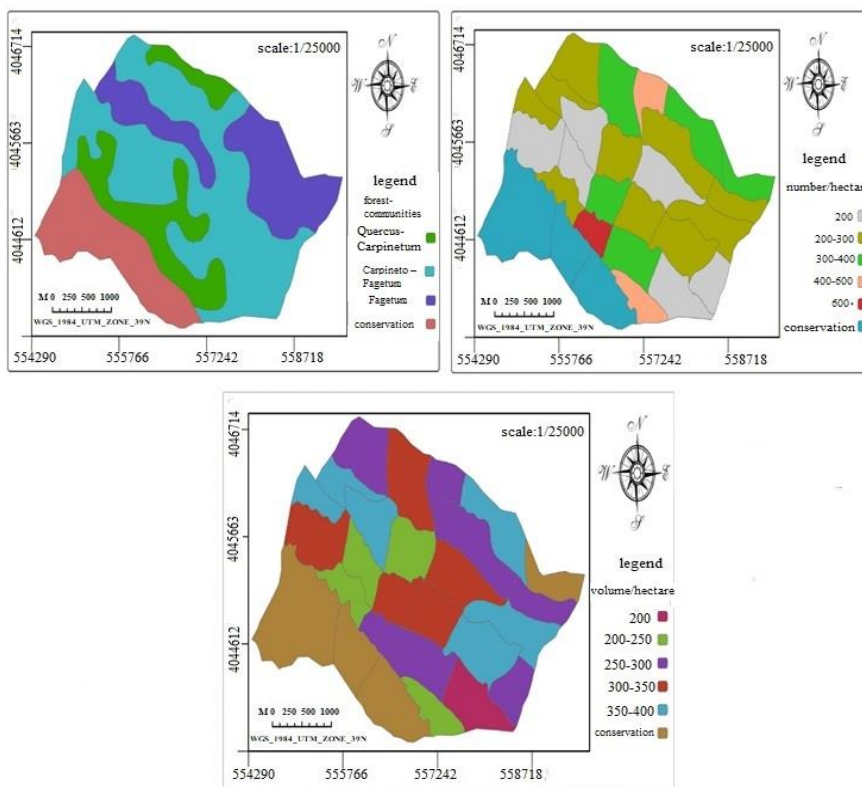 scale:1/25000
N
W
E
S
4046714
4045663
4044612
legend
forest-
communities
Quercus-
Carpinetum
Carpineto –
Fagetum
Fagetum
conservation
M 0 250 500 1000
WGS_1984_UTM_ZONE_39N
554290 555766 557242 558718
scale:1/25000
N
W
E
S
4046714
4045663
4044612
legend
number/hectar
200
200-300
300-400
400-600
600+
conservation
M 0 250 500 1000
WGS_1984_UTM_ZONE_39N
554290 555766 557242 558718
scale:1/25000
N
W
E
S
4046714
4045663
4044612
legend
volume/hectare
200
200-250
250-300
300-350
350-400
conservation
M 0 250 500 1000
WGS_1984_UTM_ZONE_39N
554290 555766 557242 558718